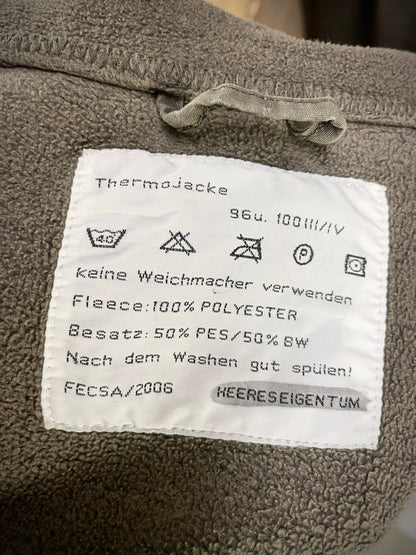 Thermojacke
96u. 100III/IV
40 P
Keine Weichmacher verwenden
Fleece:100% POLYESTER
Besatz: 50% PES/50% BW
Nach dem Washen gut spülen!
FECSA/2006 HEERESEIGENTUM